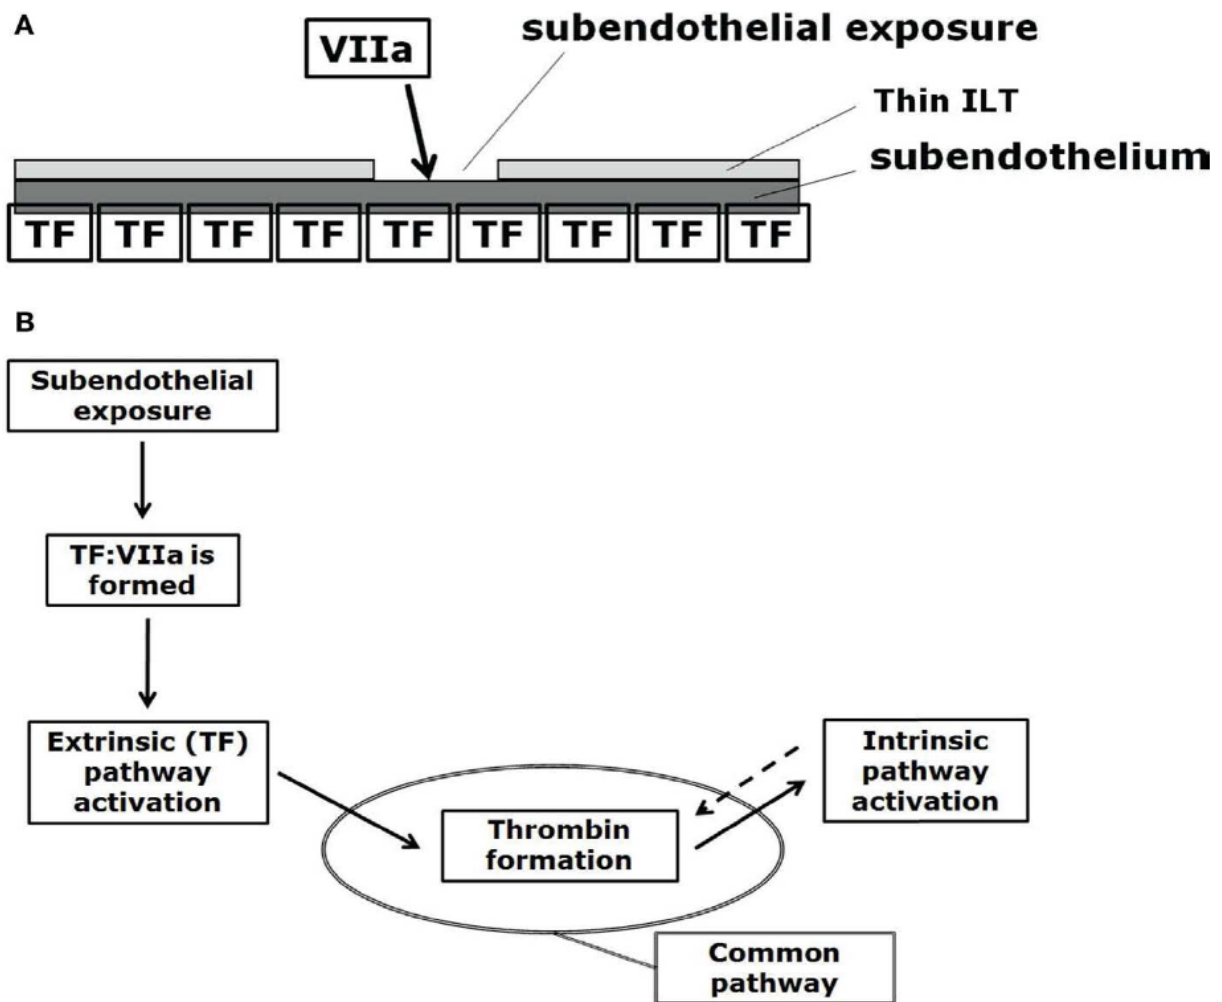 A
VIIa
subendothelial exposure
Thin ILT
subendothelium
TF TF TF TF TF TF TF TF TF
B
Subendothelial
exposure
TF:VIIa is
formed
Extrinsic (TF)
pathway
activation
Thrombin
formation
Intrinsic
pathway
activation
Common
pathway